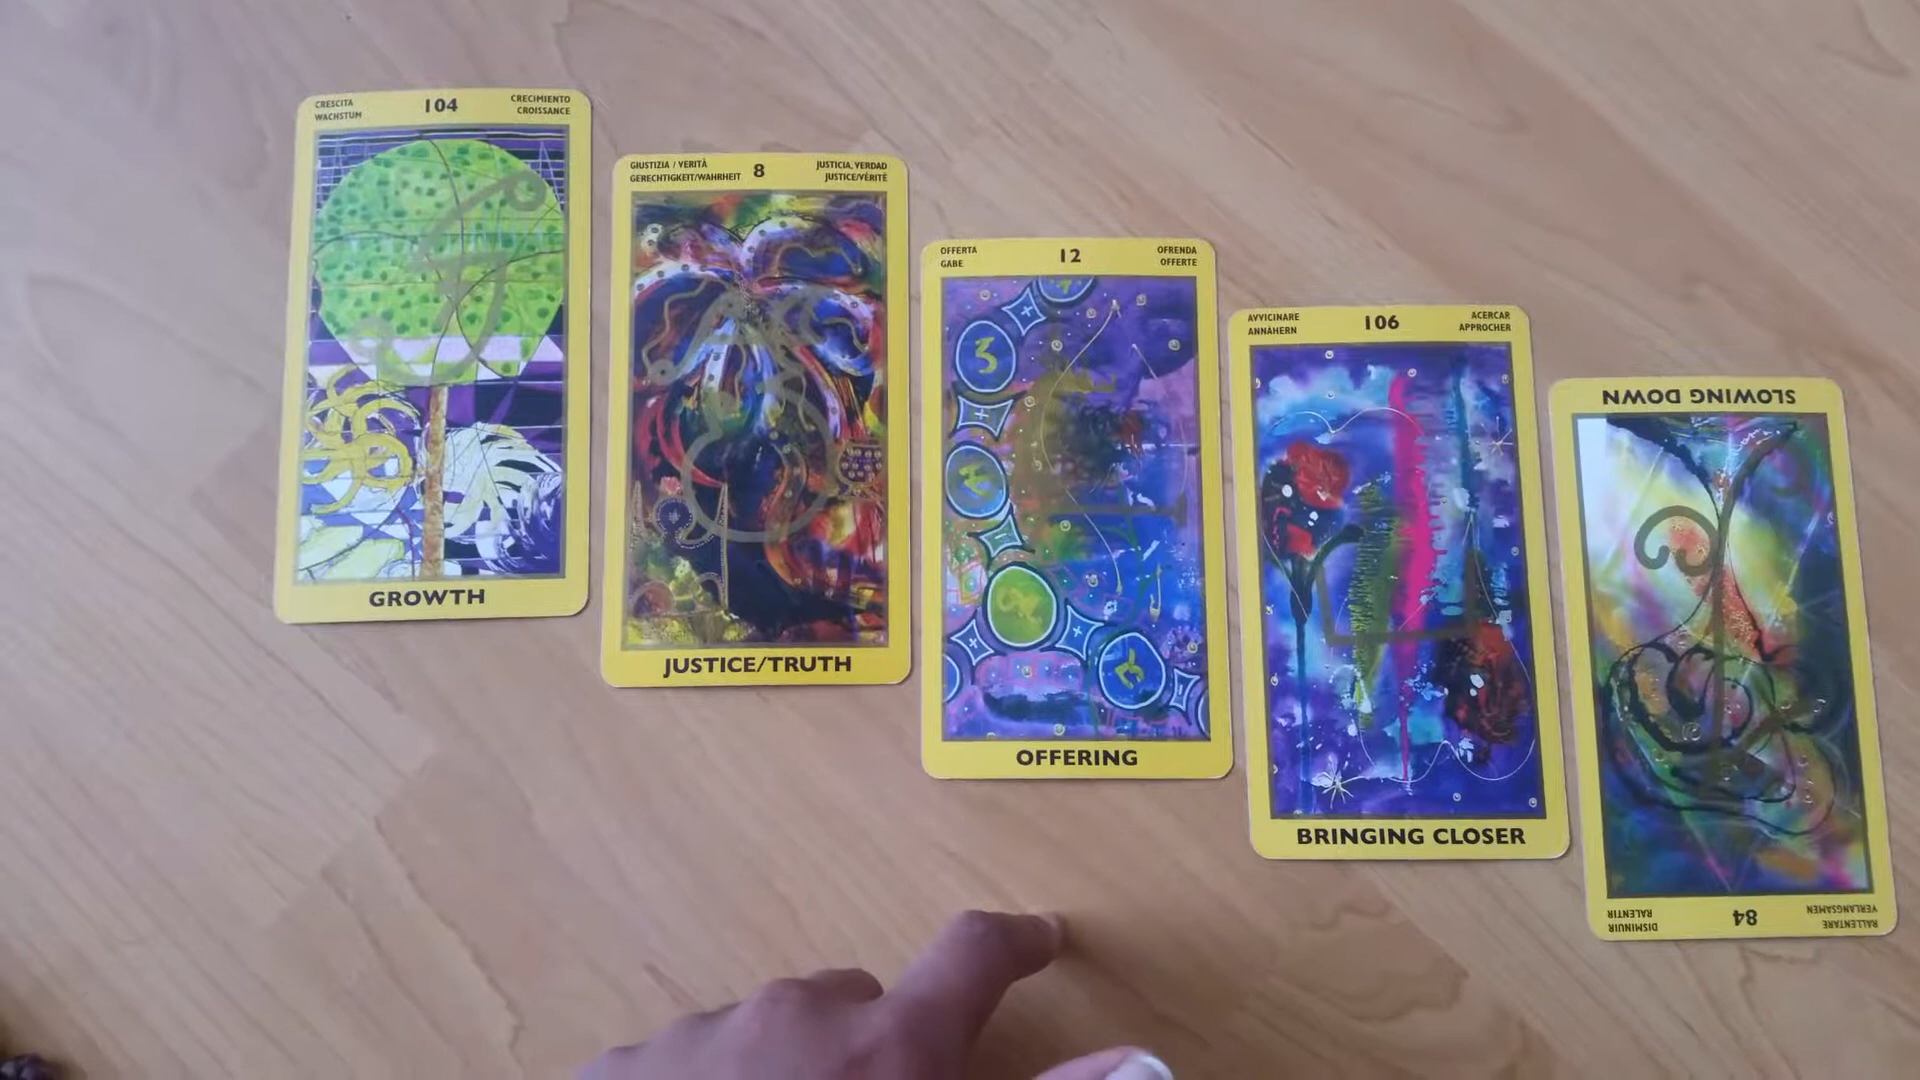 CRESCITA
WACHSTUM
104
CRECIMIENTO
CROISSANCE
GROWTH
GIUSTIZIA / VERITÀ
GERECHTIGKEIT/WAHRHEIT
8
JUSTICIA, VERDAD
JUSTICE/VÉRITÉ
JUSTICE/TRUTH
OFFERTA
GABE
12
OFRENDA
OFFERTE
OFFERING
AVVICINARE
ANNÄHERN
106
ACERCAR
APPROCHER
BRINGING CLOSER
SLOWING DOWN
84
RALLENTARE
VERLANGSAMEN
DISMINUIR
RALENTIR